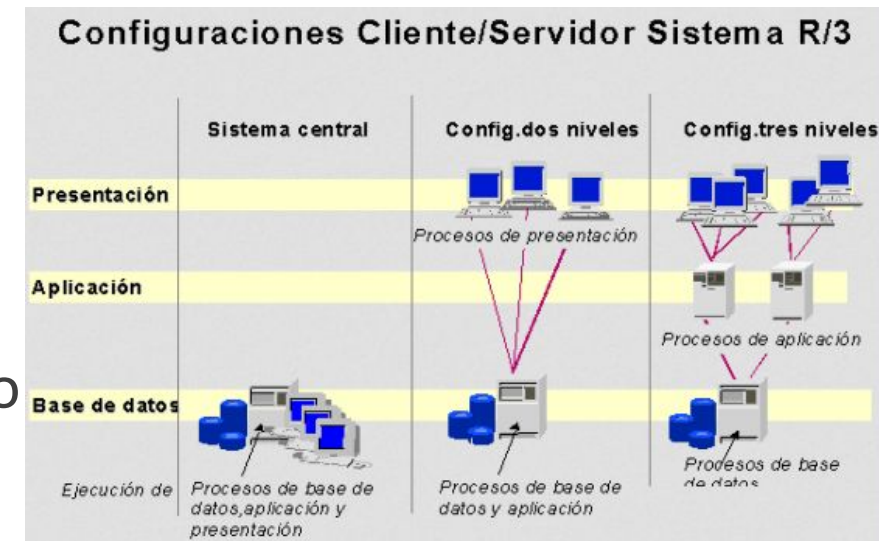 Configuraciones Cliente/Servidor Sistema R/3
Sistema central
Config.dos niveles
Config.tres niveles
Presentación
Procesos de presentación
Aplicación
Procesos de aplicación
o
Base de datos
Ejecución de
Procesos de base de
datos,aplicación y
presentación
Procesos de base de
datos y aplicación
Procesos de base
de datos